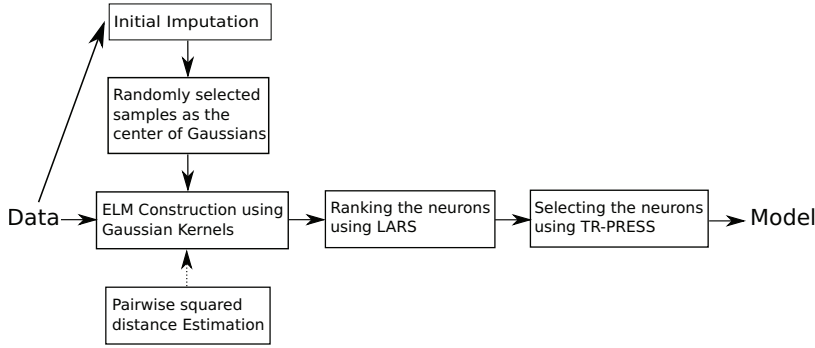 Initial Imputation
Randomly selected
samples as the
center of Gaussians
Data
ELM Construction using
Gaussian Kernels
Ranking the neurons
using LARS
Selecting the neurons
using TR-PRESS
Model
Pairwise squared
distance Estimation